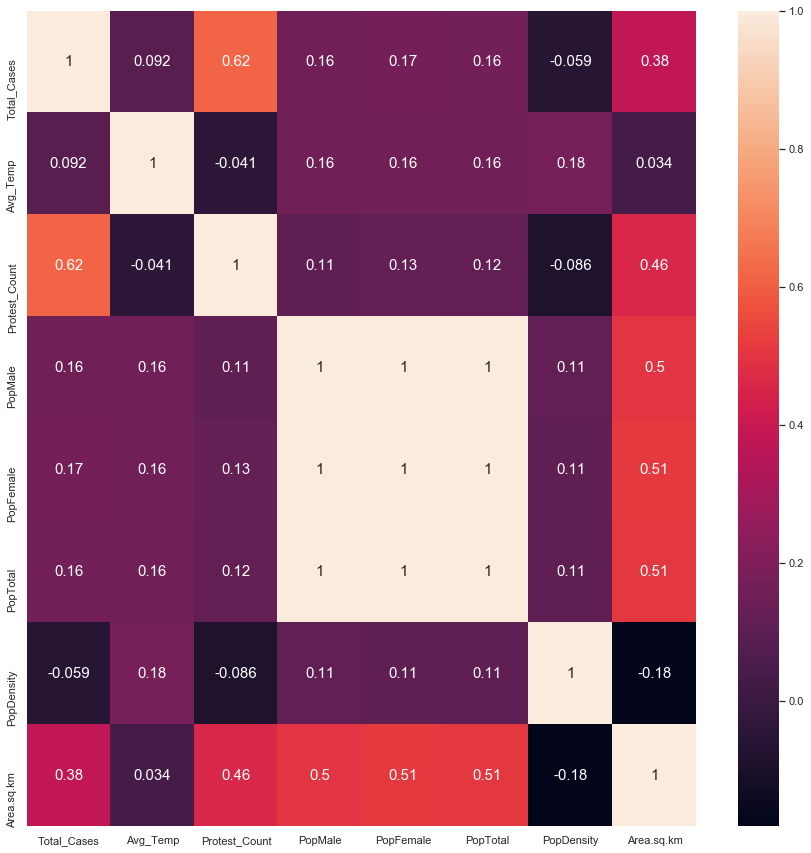 Total_Cases 1 0.092 0.62 0.16 0.17 0.16 -0.059 0.38
Avg_Temp 0.092 1 -0.041 0.16 0.16 0.16 0.18 0.034
Protest_Count 0.62 -0.041 1 0.11 0.13 0.12 -0.086 0.46
PopMale 0.16 0.16 0.11 1 1 1 0.11 0.5
PopFemale 0.17 0.16 0.13 1 1 1 0.11 0.51
PopTotal 0.16 0.16 0.12 1 1 1 0.11 0.51
PopDensity -0.059 0.18 -0.086 0.11 0.11 0.11 1 -0.18
Area.sq.km 0.38 0.034 0.46 0.5 0.51 0.51 -0.18 1
Total_Cases Avg_Temp Protest_Count PopMale PopFemale PopTotal PopDensity Area.sq.km
1.0
0.8
0.6
0.4
0.2
0.0